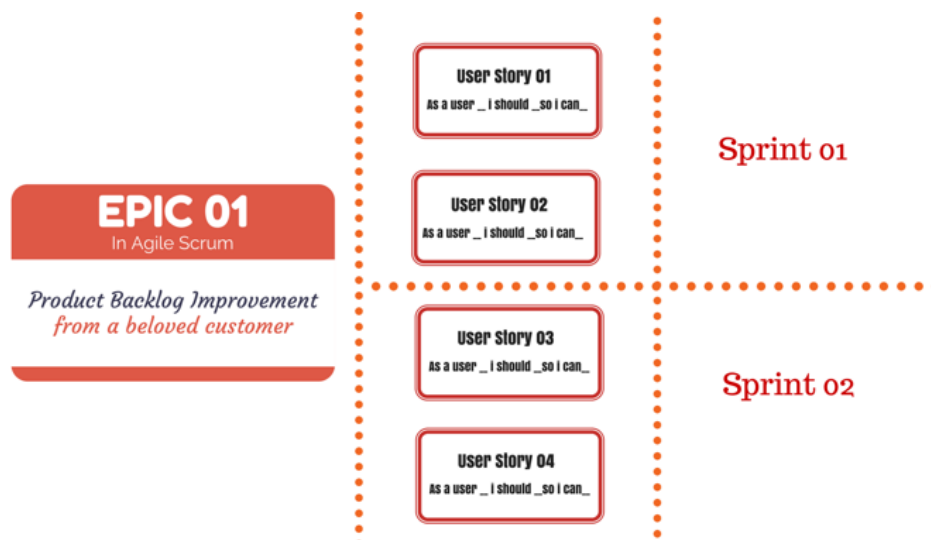 EPIC 01
In Agile Scrum
Product Backlog Improvement
from a beloved customer
User Story 01
As a user _ i should _so i can_
User Story 02
As a user _ i should _so i can_
Sprint 01
User Story 03
As a user _ i should _so i can_
User Story 04
As a user _ i should _so i can_
Sprint 02